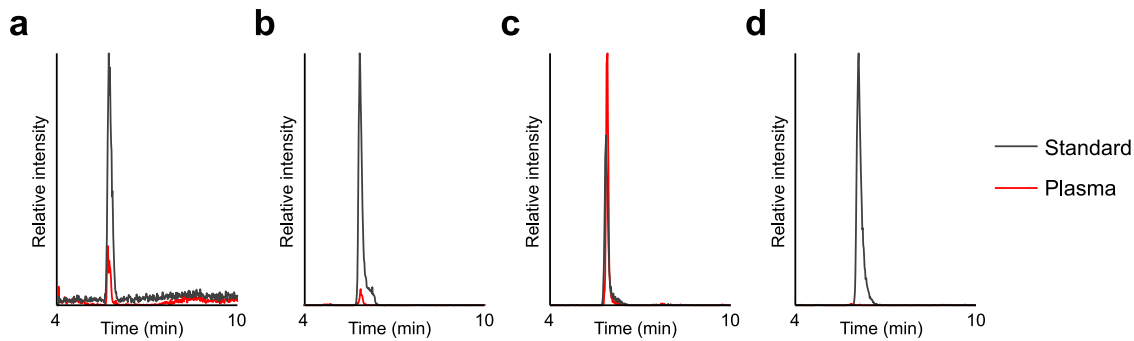 a
b
c
d
Relative intensity
Relative intensity
Relative intensity
Relative intensity
Standard
Plasma
4
10
4
10
4
10
4
10
Time (min)
Time (min)
Time (min)
Time (min)